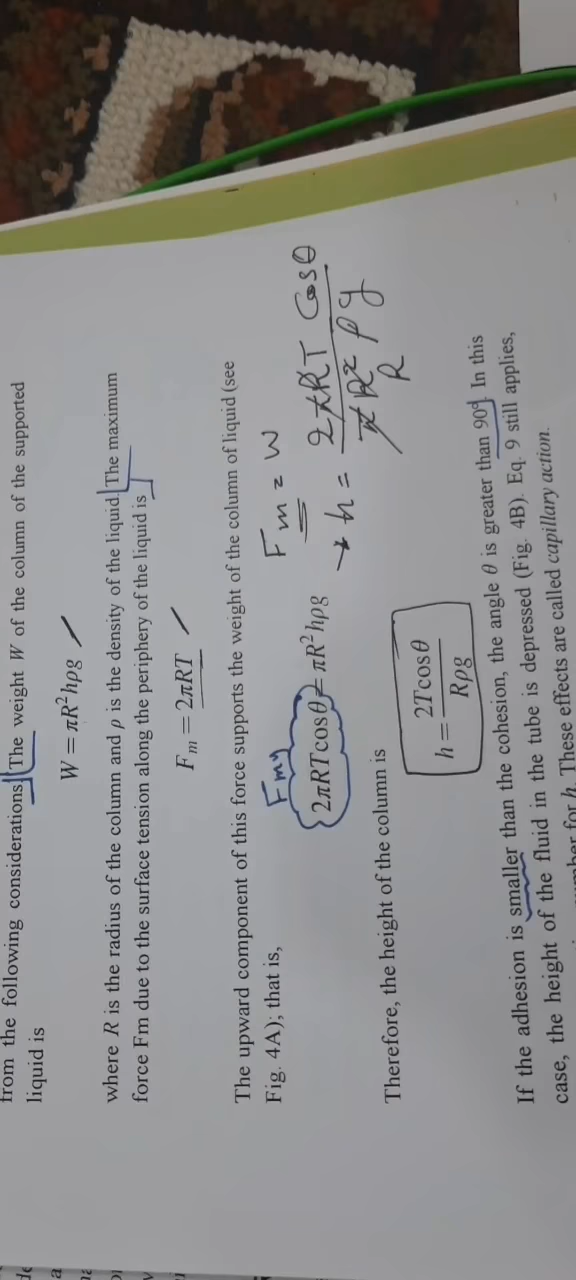 from the following considerations. The weight W of the column of the supported
liquid is
W = πR²hρg
where R is the radius of the column and ρ is the density of the liquid. The maximum
force Fm due to the surface tension along the periphery of the liquid is
Fm = 2πRT
The upward component of this force supports the weight of the column of liquid (see
Fig. 4A); that is,
Fm = W
Fmy
2πRTcosθ = πR²hρg
→ h = 2πRT Cosθ / πR²ρg
R
Therefore, the height of the column is
h = 2Tcosθ / Rρg
If the adhesion is smaller than the cohesion, the angle θ is greater than 90°. In this
case, the height of the fluid in the tube is depressed (Fig. 4B). Eq. 9 still applies,
number for h. These effects are called capillary action.